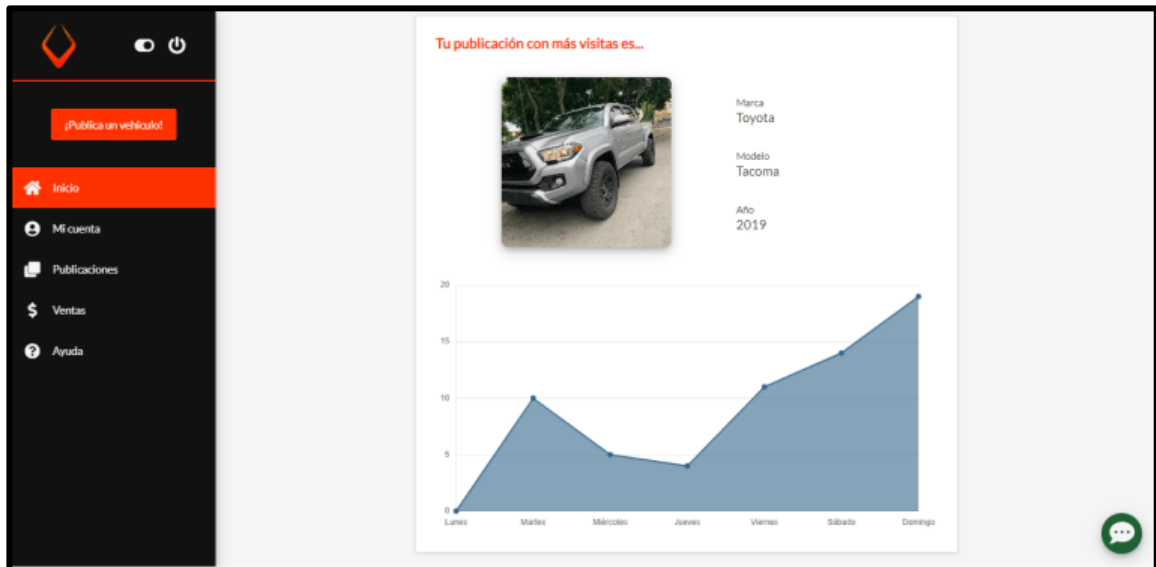 ¡Publica un vehículo!
Inicio
Mi cuenta
Publicaciones
Ventas
Ayuda
Tu publicación con más visitas es...
Marca
Toyota
Modelo
Tacoma
Año
2019
20
15
10
5
0
Lunes Martes Miércoles Jueves Viernes Sábado Domingo